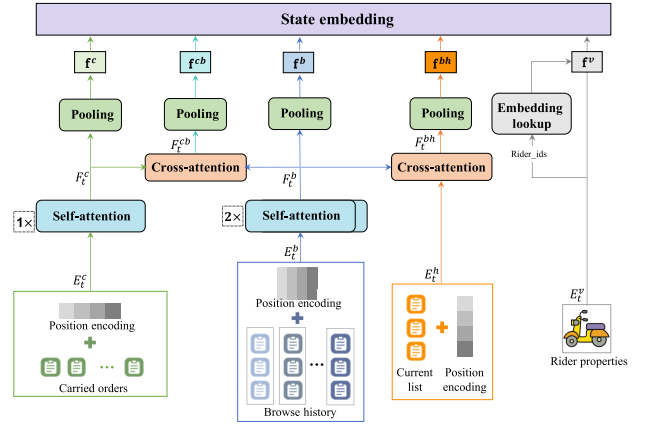 State embedding
f^c
f^cb
f^b
f^bh
f^v
Pooling
Pooling
Pooling
Pooling
Embedding
lookup
F_t^cb
F_t^bh
Cross-attention
Cross-attention
Rider_ids
F_t^c
F_t^b
1×
Self-attention
2×
Self-attention
E_t^c
E_t^b
E_t^h
E_t^v
Position encoding
+
...
Carried orders
Position encoding
+
...
Browse history
+
Current
list
Position
encoding
Rider properties